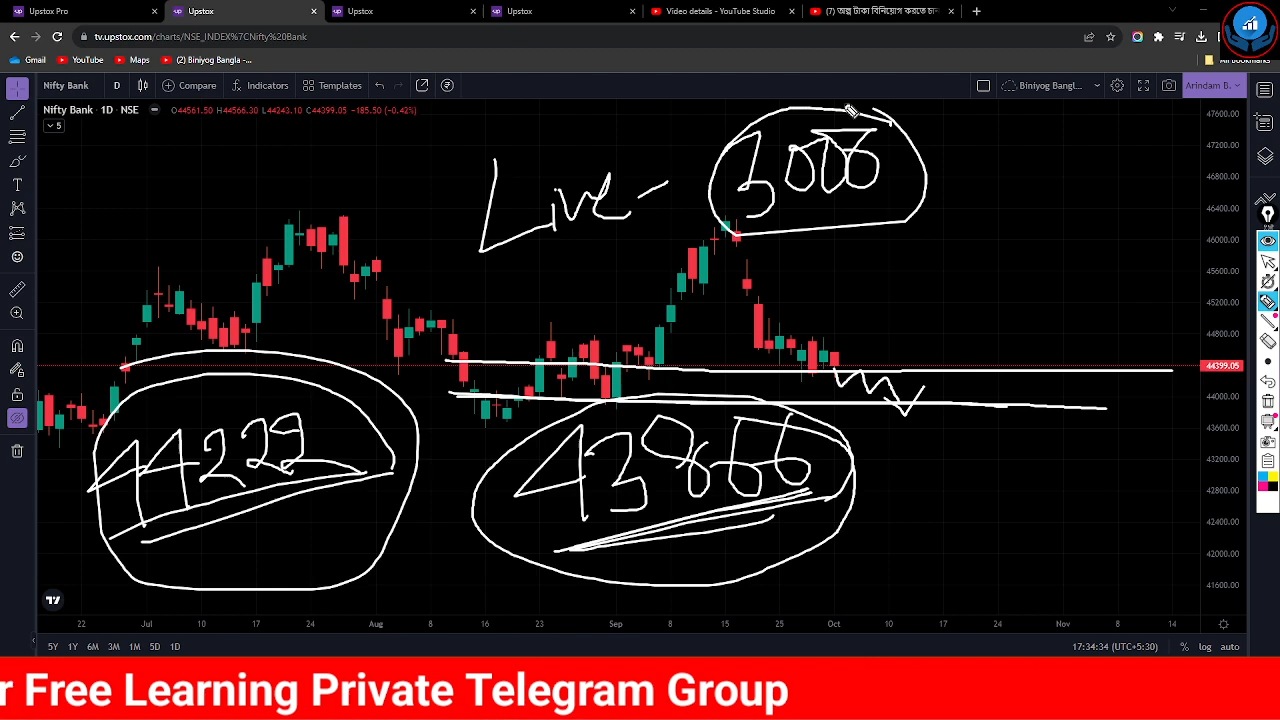 Upstox Pro
Upstox
Upstox
Upstox
Video details - YouTube Studio
(7) অল্প টাকা বিনিয়োগ করতে চান
tv.upstox.com/charts/NSE_INDEX%7CNifty%20Bank
Gmail
YouTube
Maps
(2) Biniyog Bangla -...
All Bookmarks
Nifty Bank
D
Compare
Indicators
Templates
Biniyog Bangl...
Arindam B.
Nifty Bank · 1D · NSE
O44561.50 H44566.30 L44243.10 C44399.05 -185.50 (-0.42%)
5
Live - 3000
44222
43866
47600.00
47200.00
46800.00
46400.00
46000.00
45600.00
45200.00
44800.00
44399.05
44000.00
43600.00
43200.00
42800.00
42400.00
42000.00
41600.00
22
Jul
10
17
24
Aug
8
16
23
Sep
8
15
25
Oct
10
17
24
Nov
8
14
5Y
1Y
6M
3M
1M
5D
1D
17:34:34 (UTC+5:30)
%
log
auto
r Free Learning Private Telegram Group